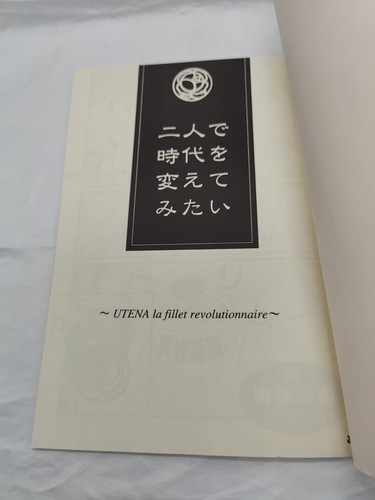 二人で
時代を
変えて
みたい
～ UTENA la fillet revolutionnaire～